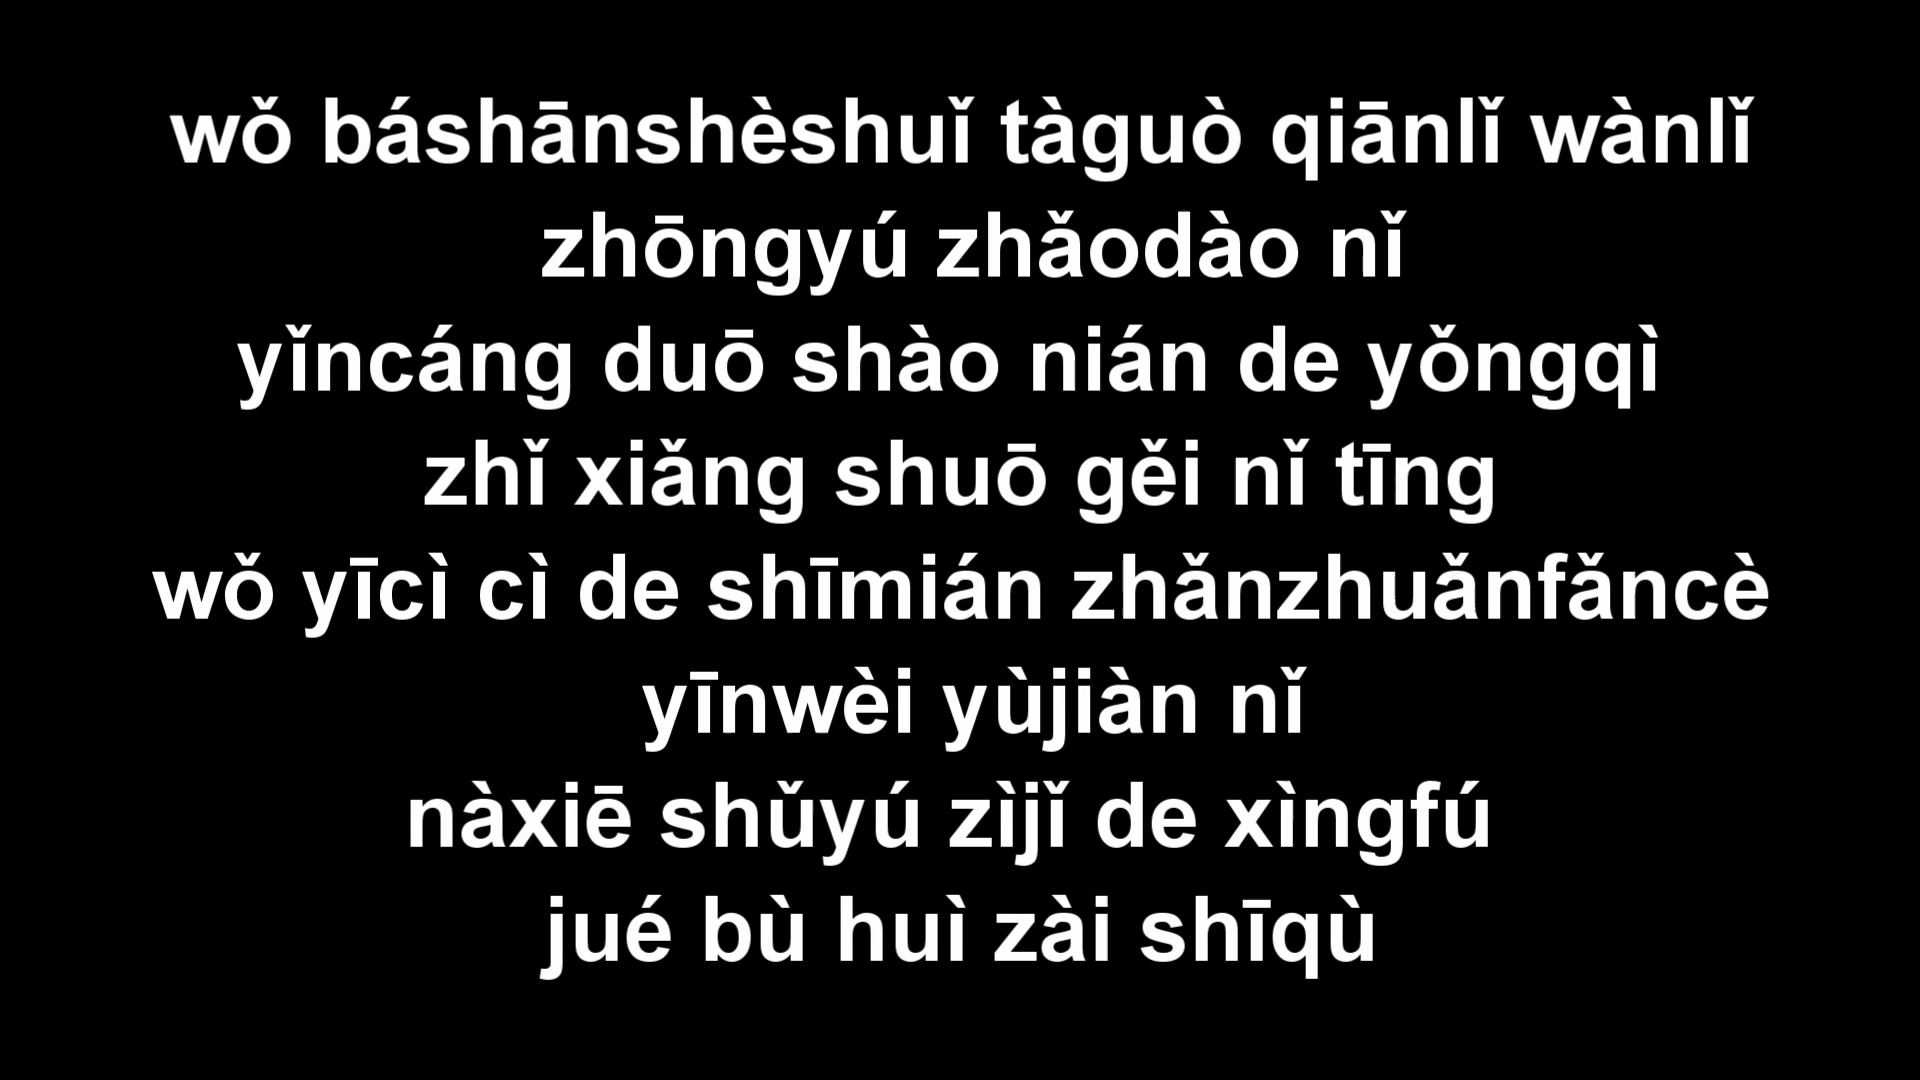 wǒ báshānshèshuǐ tàguò qiānlǐ wànlǐ
zhōngyú zhǎodào nǐ
yǐncáng duō shào nián de yǒngqì
zhǐ xiǎng shuō gěi nǐ tīng
wǒ yīcì cì de shīmián zhǎnzhuǎnfǎncè
yīnwèi yùjiàn nǐ
nàxiē shǔyú zìjǐ de xìngfú
jué bù huì zài shīqù